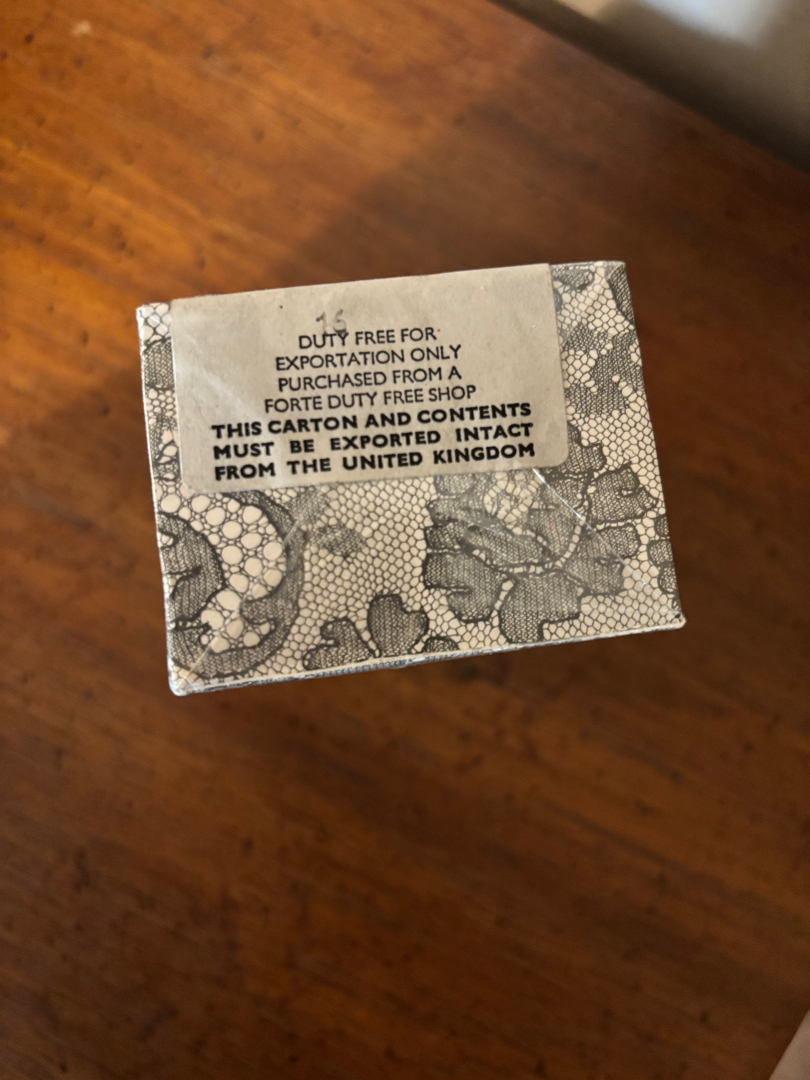 16
DUTY FREE FOR
EXPORTATION ONLY
PURCHASED FROM A
FORTE DUTY FREE SHOP
THIS CARTON AND CONTENTS
MUST BE EXPORTED INTACT
FROM THE UNITED KINGDOM